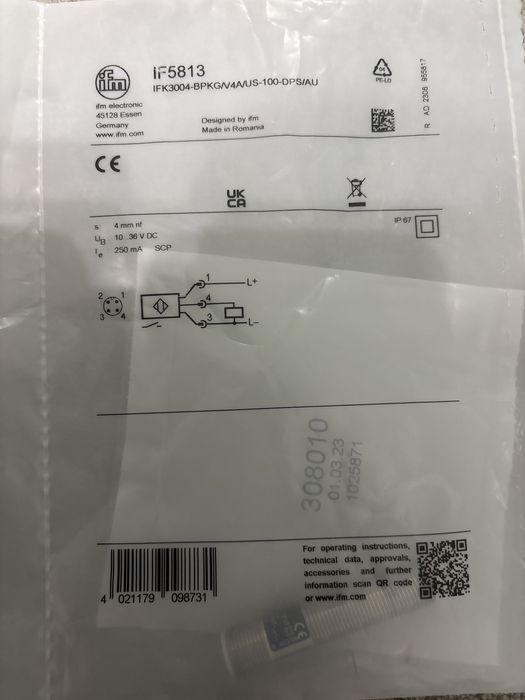 ifm
IF5813
IFK3004-BPKG/V4A/US-100-DPS/AU
ifm electronic
45128 Essen
Germany
www.ifm.com
Designed by ifm
Made in Romania
04
PE-LD
R AD 2308 955817
CE
UK
CA
s: 4 mm nf
UB 10...36 V DC
Ie 250 mA SCP
IP 67
2 1
3 4
1 L+
4
3 L-
308010
01.03.23
1025871
4 021179 098731
For operating instructions,
technical data, approvals,
accessories and further
information scan QR code
or www.ifm.com